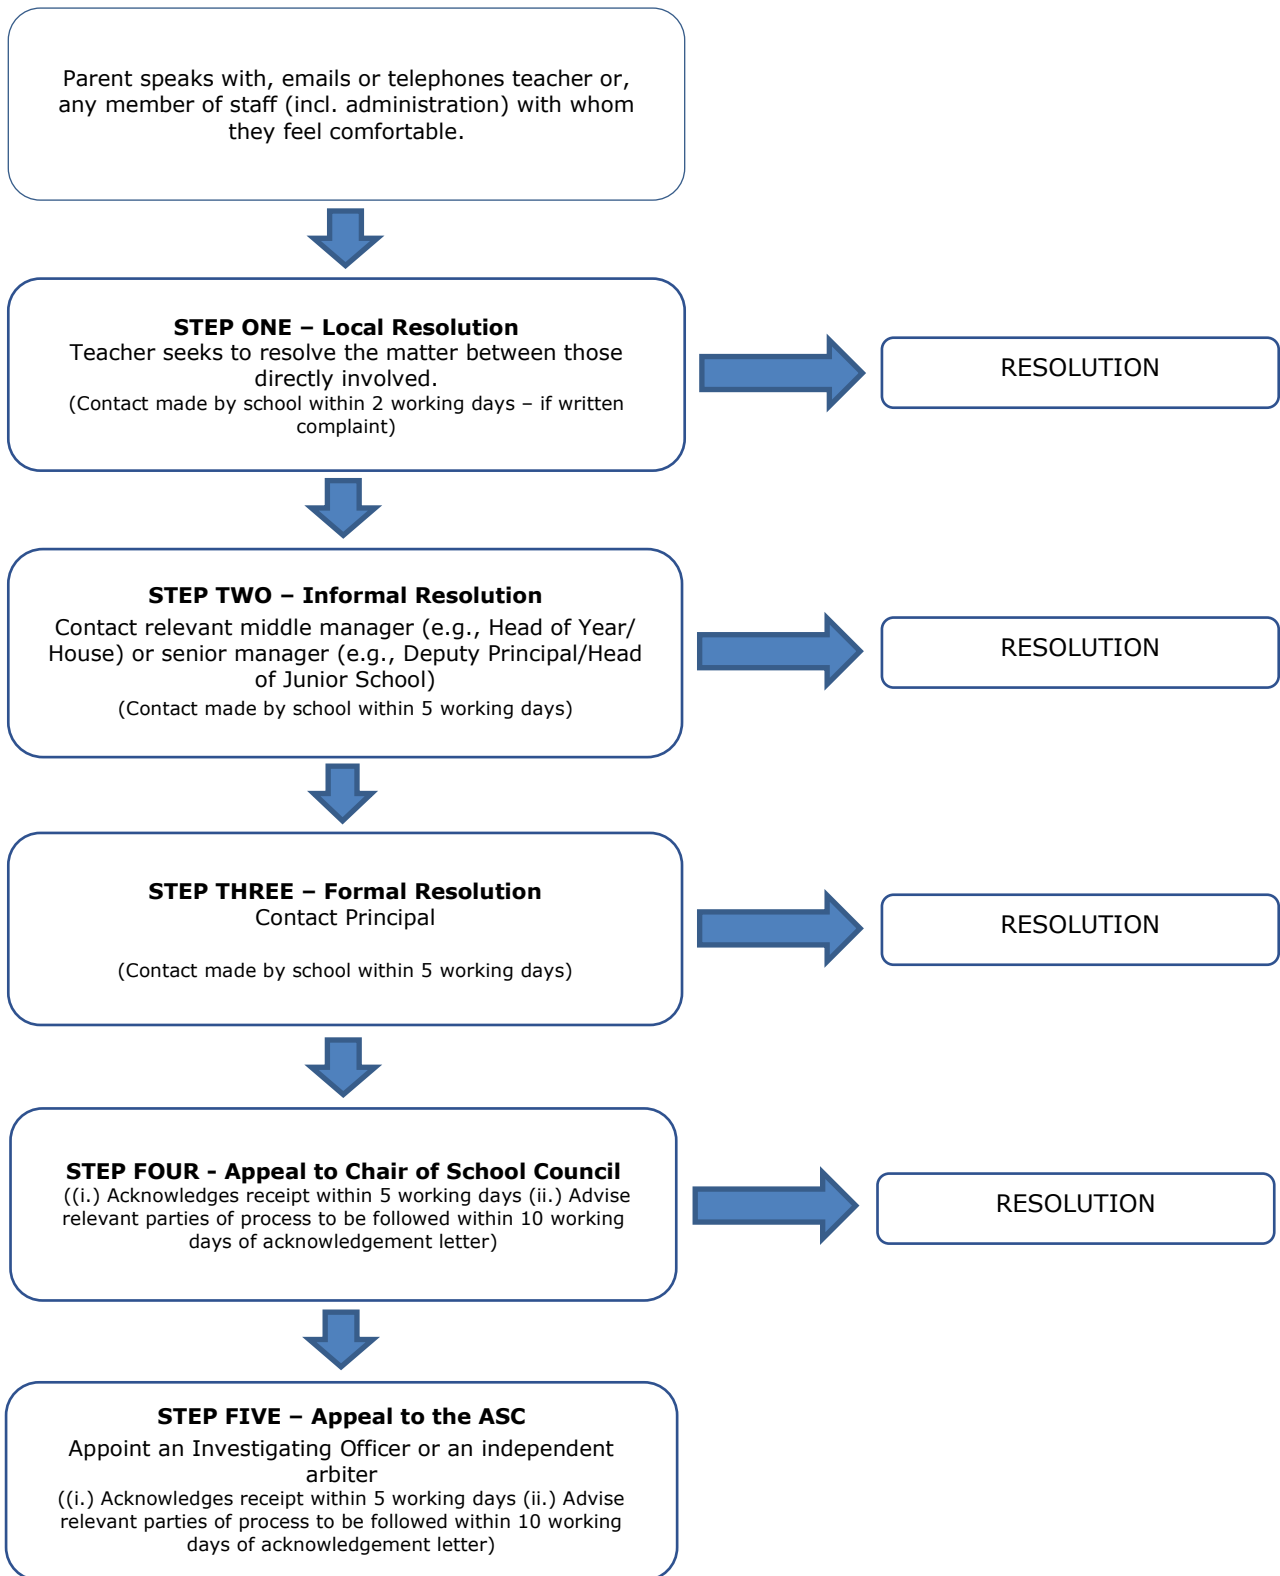 Parent speaks with, emails or telephones teacher or,
any member of staff (incl. administration) with whom
they feel comfortable.
STEP ONE – Local Resolution
Teacher seeks to resolve the matter between those
directly involved.
(Contact made by school within 2 working days – if written
complaint)
RESOLUTION
STEP TWO – Informal Resolution
Contact relevant middle manager (e.g., Head of Year/
House) or senior manager (e.g., Deputy Principal/Head
of Junior School)
(Contact made by school within 5 working days)
RESOLUTION
STEP THREE – Formal Resolution
Contact Principal
(Contact made by school within 5 working days)
RESOLUTION
STEP FOUR - Appeal to Chair of School Council
((i.) Acknowledges receipt within 5 working days (ii.) Advise
relevant parties of process to be followed within 10 working
days of acknowledgement letter)
RESOLUTION
STEP FIVE – Appeal to the ASC
Appoint an Investigating Officer or an independent
arbiter
((i.) Acknowledges receipt within 5 working days (ii.) Advise
relevant parties of process to be followed within 10 working
days of acknowledgement letter)